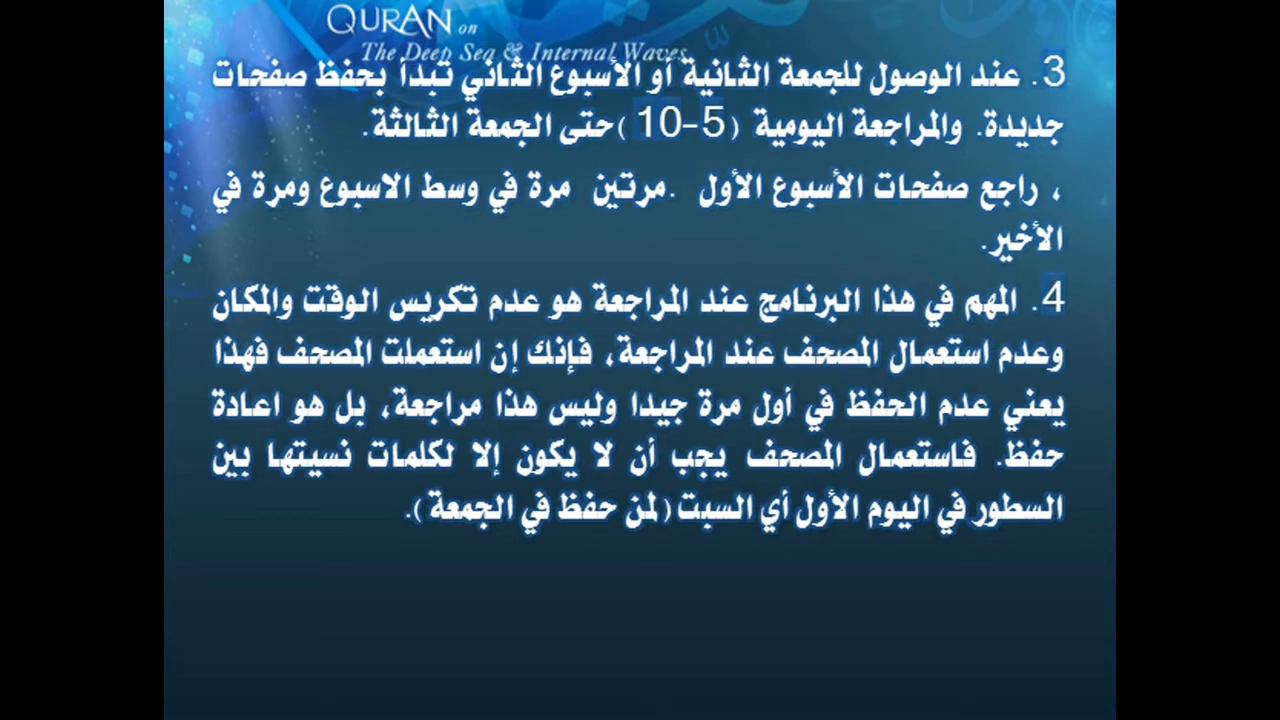 QURAN on
The Deep Sea & Internal Waves
3. عند الوصول للجمعة الثانية أو الأسبوع الثاني تبدأ بحفظ صفحات
جديدة. والمراجعة اليومية (5-10) حتى الجمعة الثالثة.
، راجع صفحات الأسبوع الأول .مرتين مرة في وسط الاسبوع ومرة في
الأخير.
4. المهم في هذا البرنامج عند المراجعة هو عدم تكريس الوقت والمكان
وعدم استعمال المصحف عند المراجعة، فإنك إن استعملت المصحف فهذا
يعني عدم الحفظ في أول مرة جيدا وليس هذا مراجعة، بل هو اعادة
حفظ. فاستعمال المصحف يجب أن لا يكون إلا لكلمات نسيتها بين
السطور في اليوم الأول أي السبت (لمن حفظ في الجمعة).